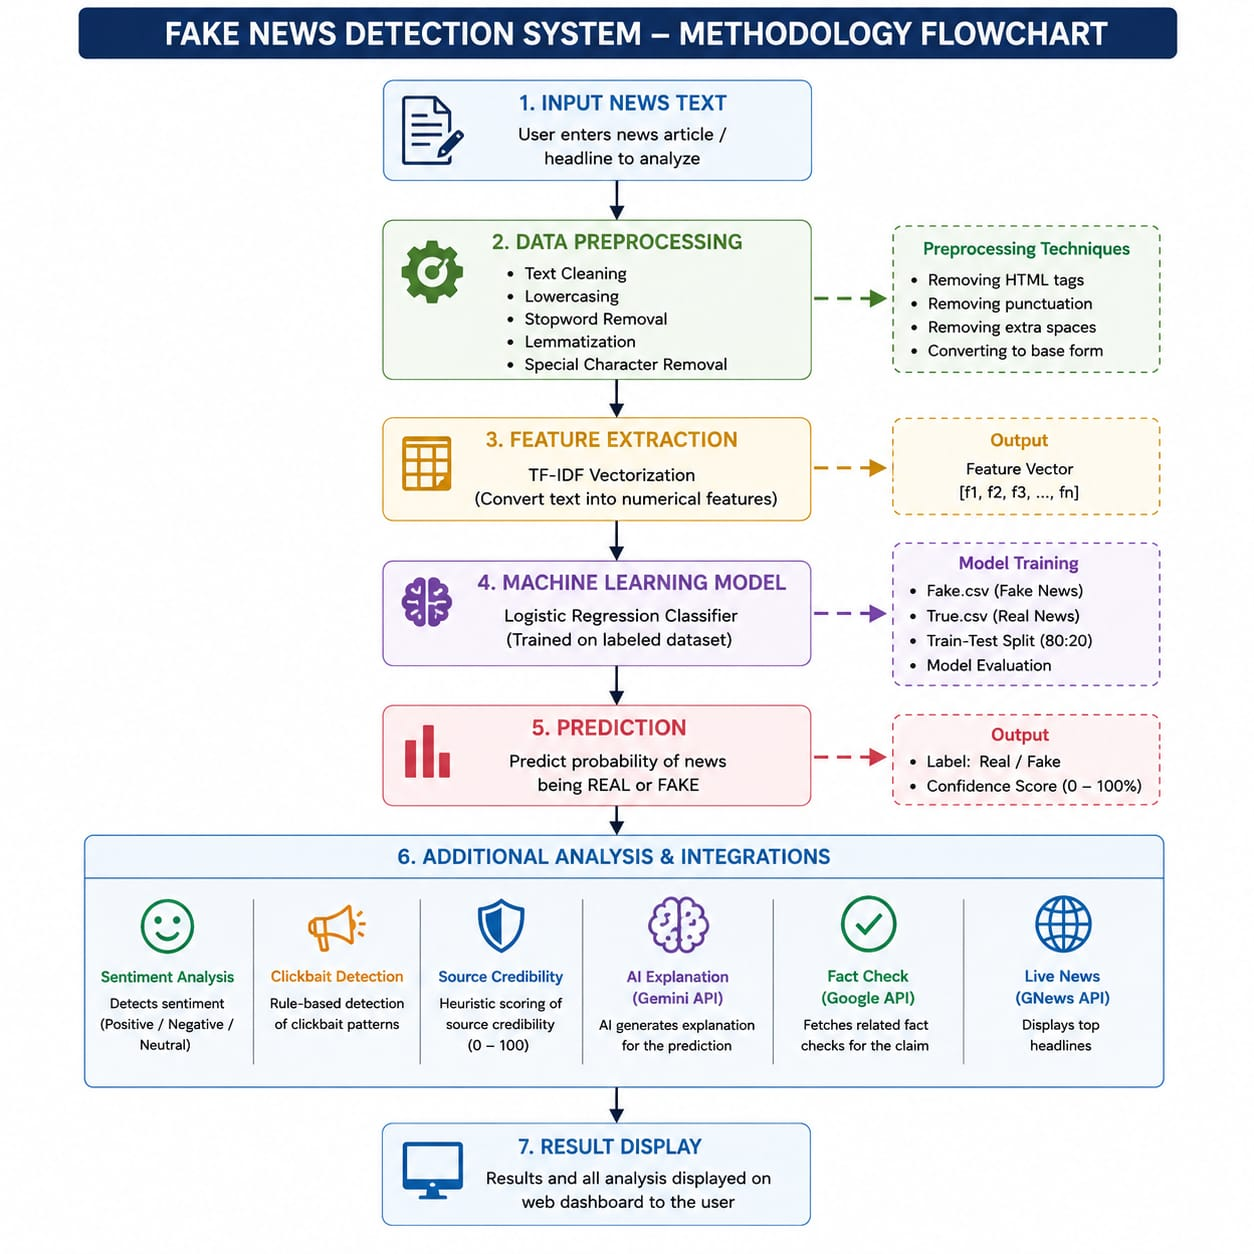 FAKE NEWS DETECTION SYSTEM – METHODOLOGY FLOWCHART
1. INPUT NEWS TEXT
User enters news article /
headline to analyze
2. DATA PREPROCESSING
• Text Cleaning
• Lowercasing
• Stopword Removal
• Lemmatization
• Special Character Removal
Preprocessing Techniques
• Removing HTML tags
• Removing punctuation
• Removing extra spaces
• Converting to base form
3. FEATURE EXTRACTION
TF-IDF Vectorization
(Convert text into numerical features)
Output
Feature Vector
[f1, f2, f3, ..., fn]
4. MACHINE LEARNING MODEL
Logistic Regression Classifier
(Trained on labeled dataset)
Model Training
• Fake.csv (Fake News)
• True.csv (Real News)
• Train-Test Split (80:20)
• Model Evaluation
5. PREDICTION
Predict probability of news
being REAL or FAKE
Output
• Label: Real / Fake
• Confidence Score (0 – 100%)
6. ADDITIONAL ANALYSIS & INTEGRATIONS
Sentiment Analysis
Detects sentiment
(Positive / Negative /
Neutral)
Clickbait Detection
Rule-based detection
of clickbait patterns
Source Credibility
Heuristic scoring of
source credibility
(0 – 100)
AI Explanation
(Gemini API)
AI generates explanation
for the prediction
Fact Check
(Google API)
Fetches related fact
checks for the claim
Live News
(GNews API)
Displays top
headlines
7. RESULT DISPLAY
Results and all analysis displayed on
web dashboard to the user